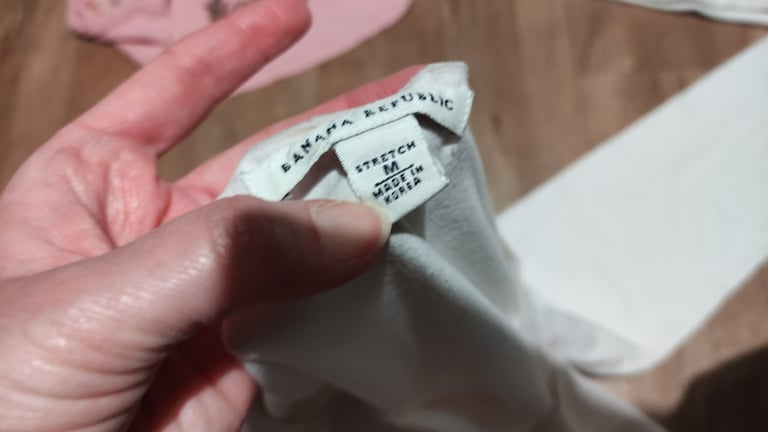 BANANA REPUBLIC
STRETCH
M
MADE IN
KOREA